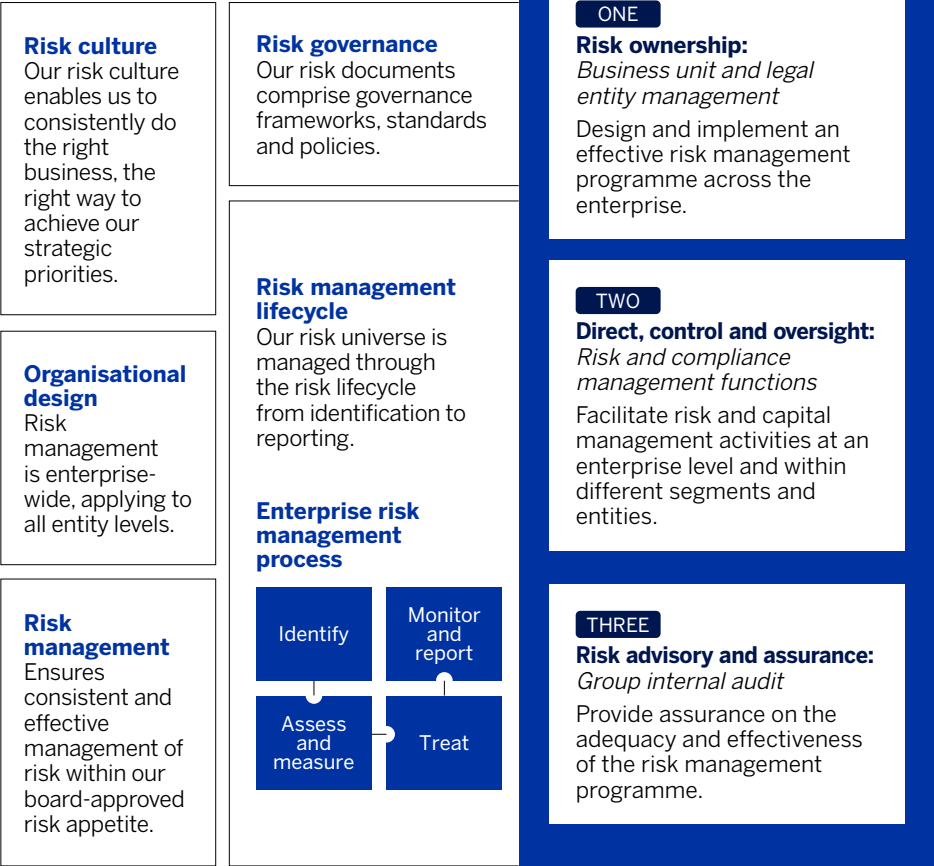 Risk culture
Our risk culture
enables us to
consistently do
the right
business, the
right way to
achieve our
strategic
priorities.
Organisational
design
Risk
management
is enterprise-
wide, applying to
all entity levels.
Risk
management
Ensures
consistent and
effective
management of
risk within our
board-approved
risk appetite.
Risk governance
Our risk documents
comprise governance
frameworks, standards
and policies.
Risk management
lifecycle
Our risk universe is
managed through
the risk lifecycle
from identification to
reporting.
Enterprise risk
management
process
Identify
Assess
and
measure
Treat
Monitor
and
report
ONE
Risk ownership:
Business unit and legal
entity management
Design and implement an
effective risk management
programme across the
enterprise.
TWO
Direct, control and oversight:
Risk and compliance
management functions
Facilitate risk and capital
management activities at an
enterprise level and within
different segments and
entities.
THREE
Risk advisory and assurance:
Group internal audit
Provide assurance on the
adequacy and effectiveness
of the risk management
programme.